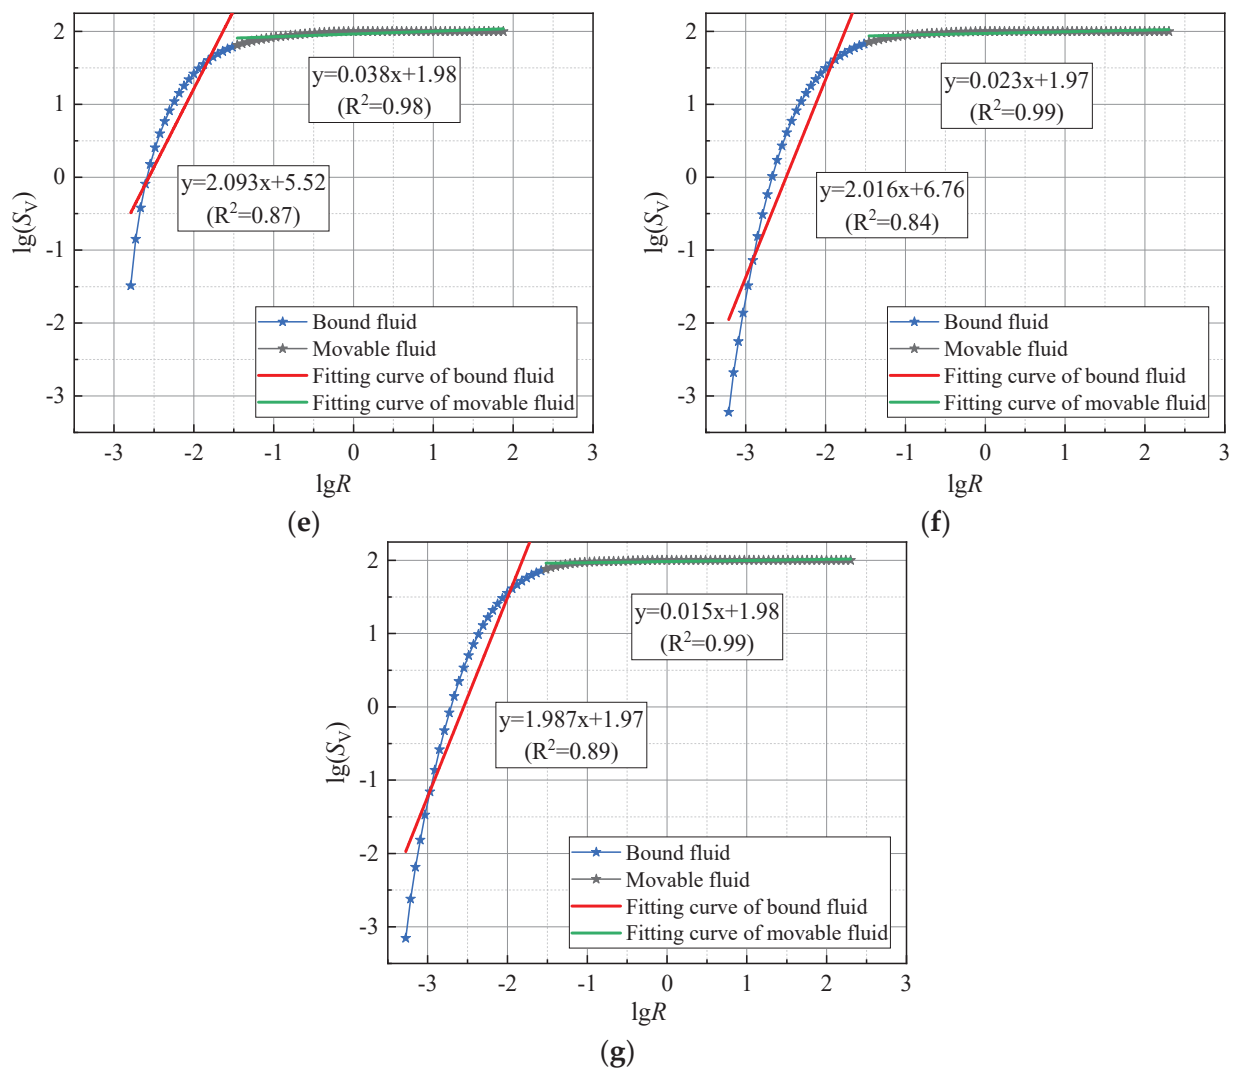 2
1
0
-1
-2
-3
lg(S_V)
y=0.038x+1.98
(R²=0.98)
y=2.093x+5.52
(R²=0.87)
Bound fluid
Movable fluid
Fitting curve of bound fluid
Fitting curve of movable fluid
-3 -2 -1 0 1 2 3
lgR
(e)
2
1
0
-1
-2
-3
lg(S_V)
y=0.023x+1.97
(R²=0.99)
y=2.016x+6.76
(R²=0.84)
Bound fluid
Movable fluid
Fitting curve of bound fluid
Fitting curve of movable fluid
-3 -2 -1 0 1 2 3
lgR
(f)
2
1
0
-1
-2
-3
lg(S_V)
y=0.015x+1.98
(R²=0.99)
y=1.987x+1.97
(R²=0.89)
Bound fluid
Movable fluid
Fitting curve of bound fluid
Fitting curve of movable fluid
-3 -2 -1 0 1 2 3
lgR
(g)